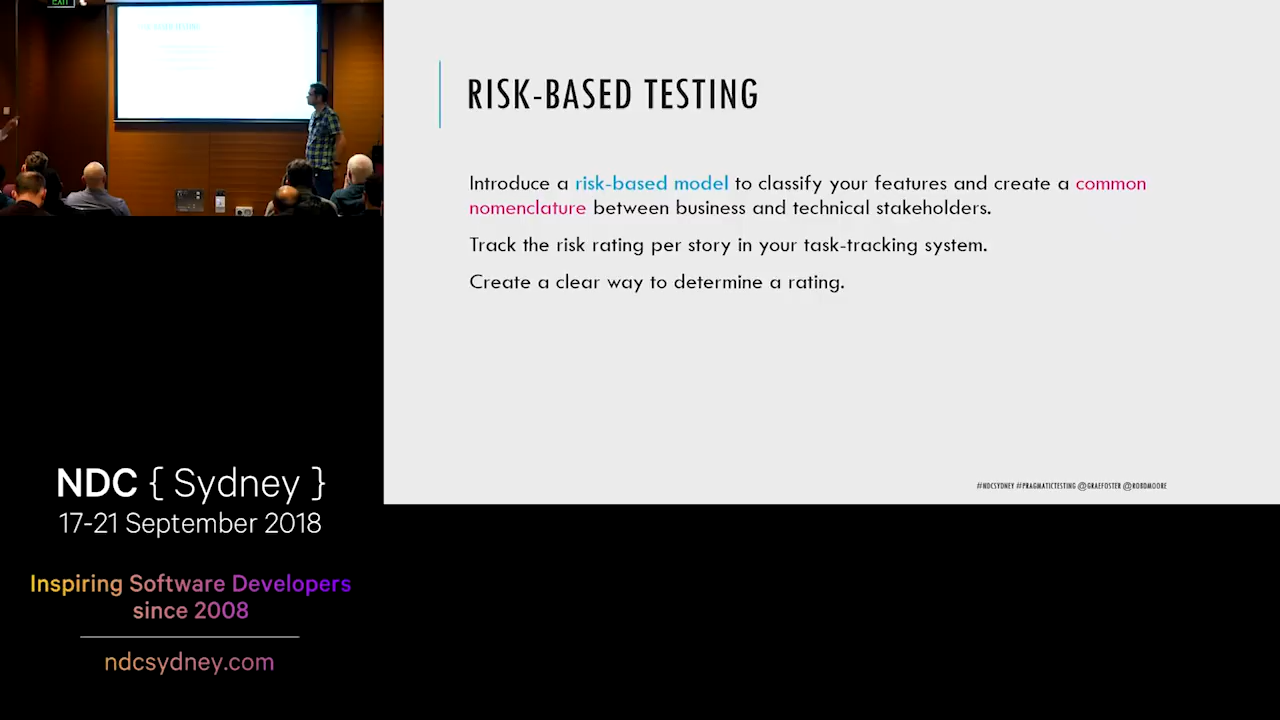 EXIT
RISK-BASED TESTING
Introduce a risk-based model to classify your features and create a common
nomenclature between business and technical stakeholders.
Track the risk rating per story in your task-tracking system.
Create a clear way to determine a rating.
#NDCSYDNEY #PRAGMATICTESTING @GRAEFOSTER @ROBDMOORE
NDC { Sydney }
17-21 September 2018
Inspiring Software Developers
since 2008
ndcsydney.com